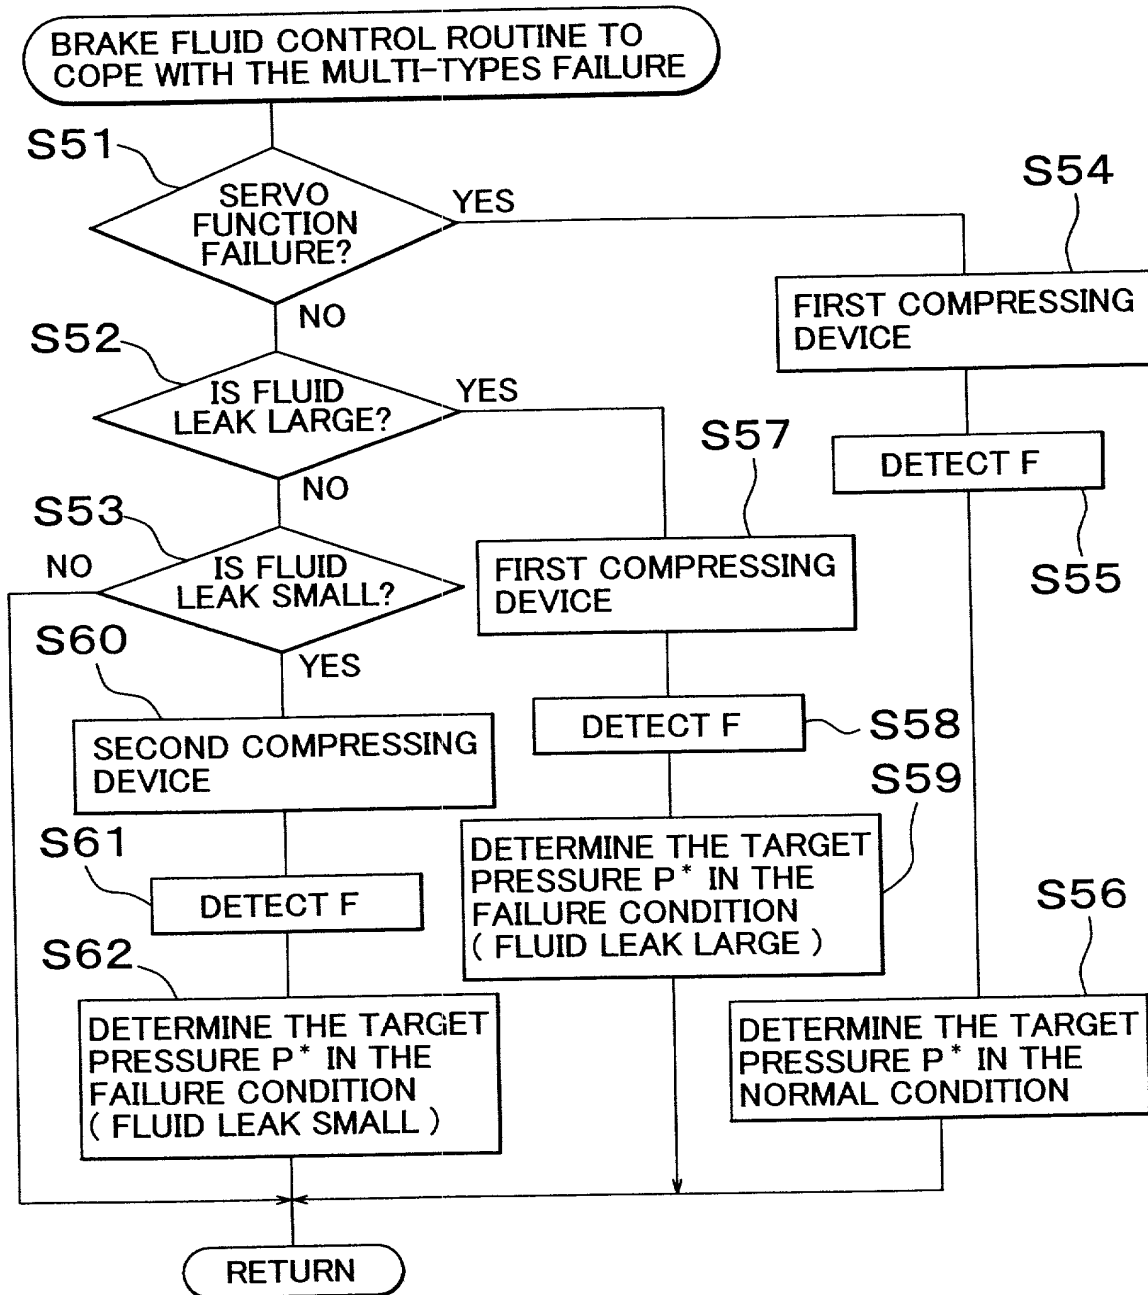 BRAKE FLUID CONTROL ROUTINE TO
COPE WITH THE MULTI-TYPES FAILURE
S51
SERVO
FUNCTION
FAILURE?
YES
NO
S54
FIRST COMPRESSING
DEVICE
S52
IS FLUID
LEAK LARGE?
YES
NO
S57
DETECT F
S55
S53
NO
IS FLUID
LEAK SMALL?
YES
FIRST COMPRESSING
DEVICE
S60
SECOND COMPRESSING
DEVICE
DETECT F
S58
S59
S61
DETECT F
DETERMINE THE TARGET
PRESSURE P* IN THE
FAILURE CONDITION
( FLUID LEAK LARGE )
S56
S62
DETERMINE THE TARGET
PRESSURE P* IN THE
FAILURE CONDITION
( FLUID LEAK SMALL )
DETERMINE THE TARGET
PRESSURE P* IN THE
NORMAL CONDITION
RETURN